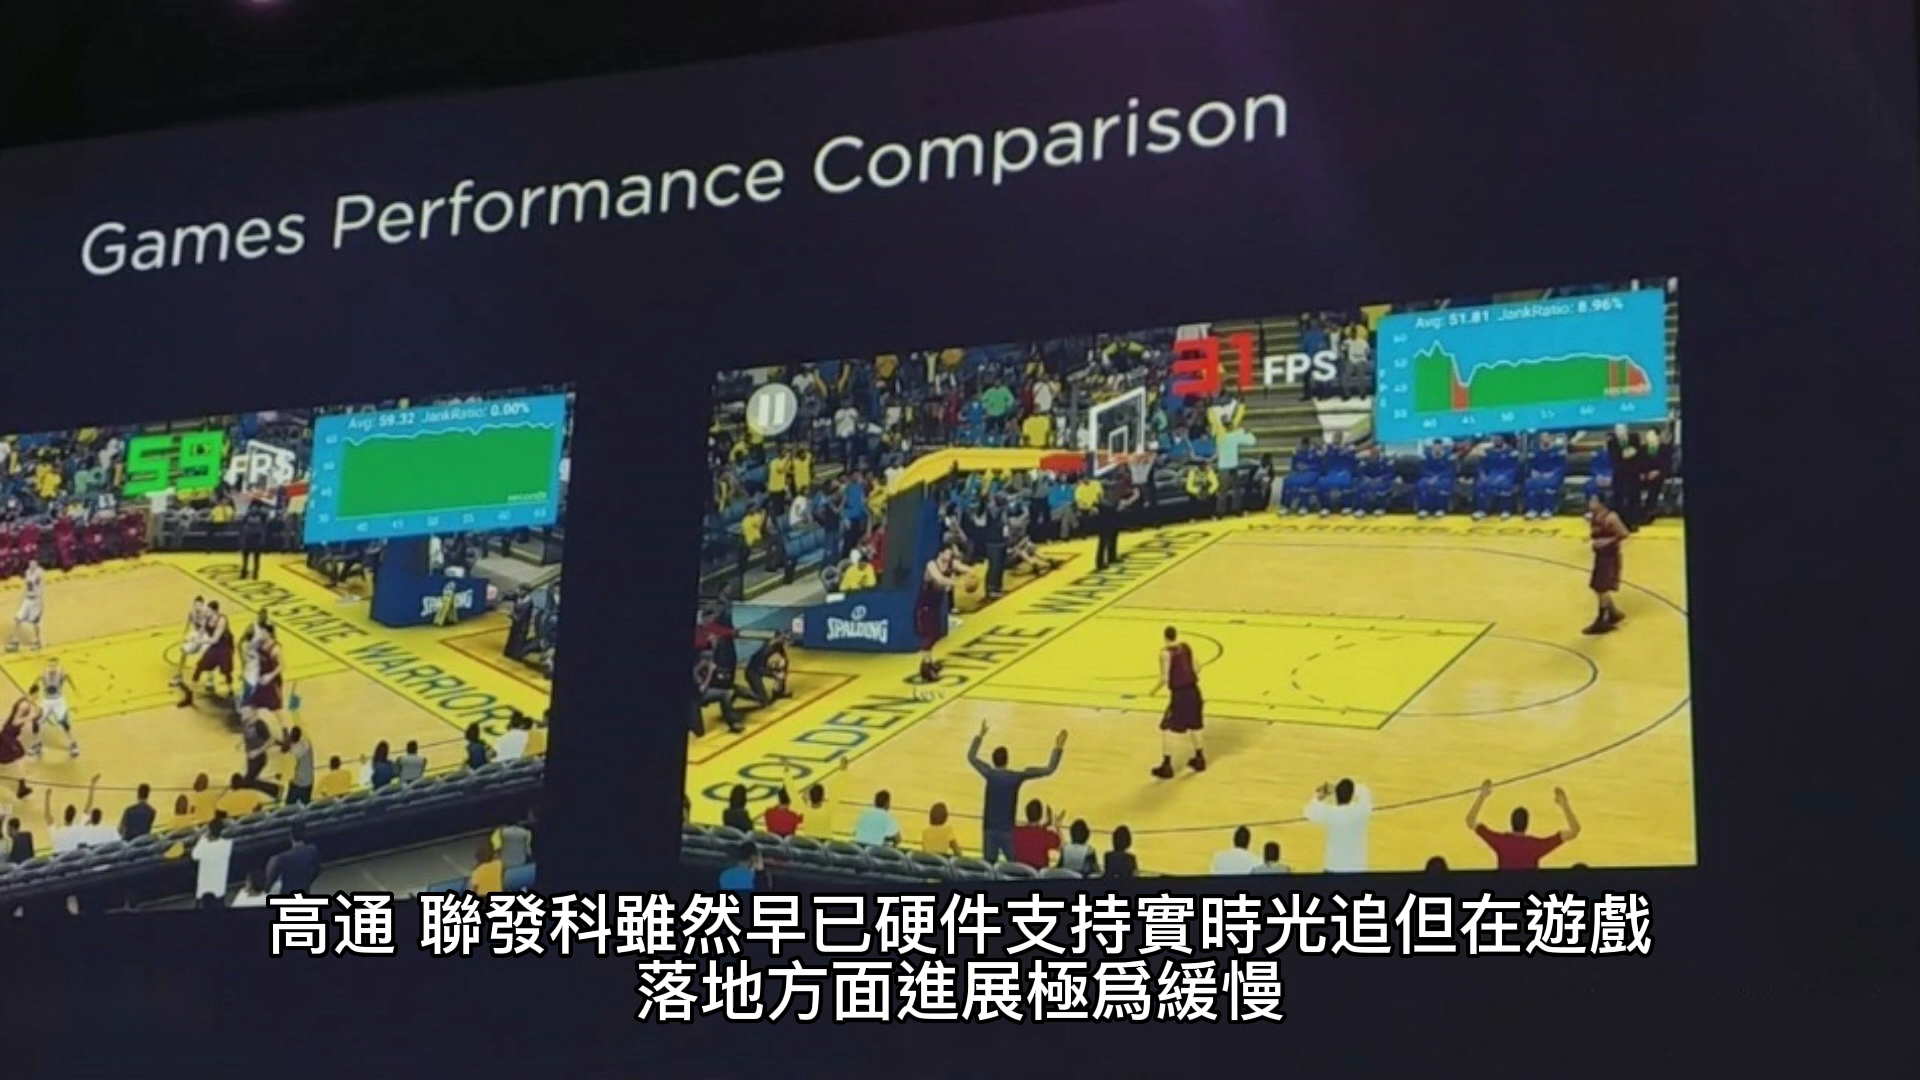 Games Performance Comparison
59 FPS
Avg: 59.32 JankRatio: 0.00%
seconds
SPALDING
GOLDEN STATE WARRIORS
31 FPS
Avg: 51.81 JankRatio: 8.96%
WARRIORS.COM
SPALDING
GOLDEN STATE WARRIORS
高通 聯發科雖然早已硬件支持實時光追但在遊戲
落地方面進展極爲緩慢